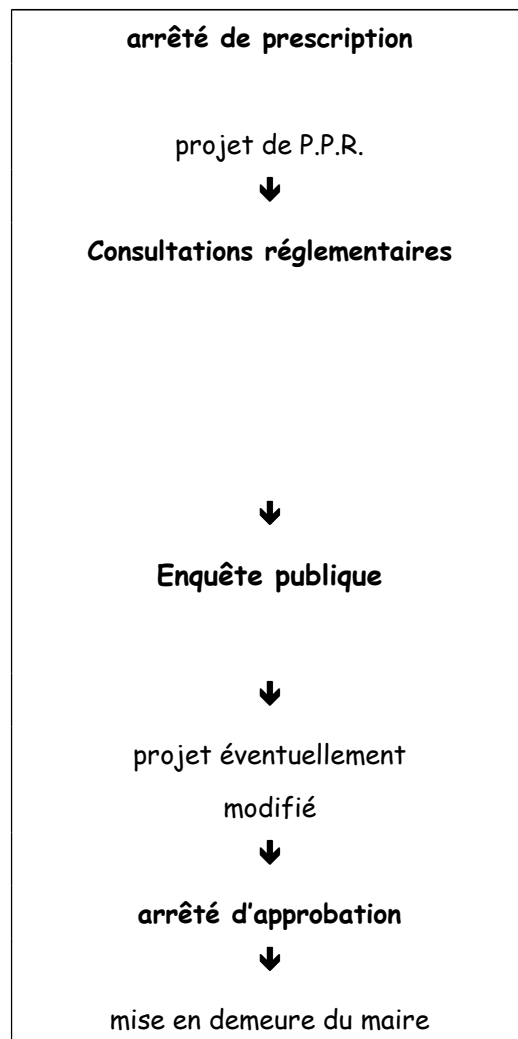 arrêté de prescription
projet de P.P.R.
Consultations réglementaires
Enquête publique
projet éventuellement
modifié
arrêté d'approbation
mise en demeure du maire